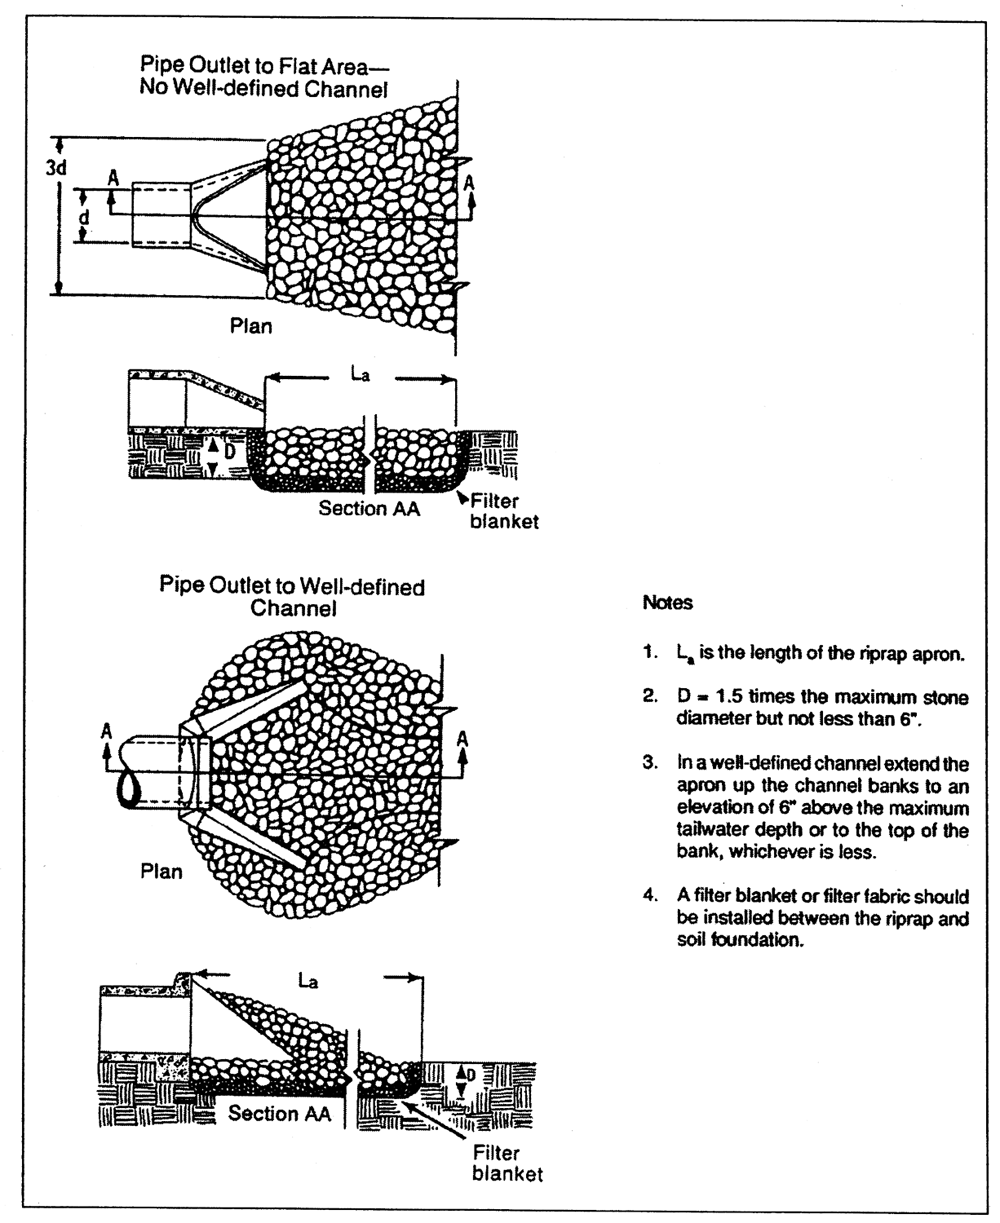 Pipe Outlet to Flat Area—
No Well-defined Channel
3d
A
A
d
Plan
La
D
Section AA
Filter
blanket
Pipe Outlet to Well-defined
Channel
A
A
Plan
La
D
Section AA
Filter
blanket
Notes
1. La is the length of the riprap apron.
2. D = 1.5 times the maximum stone
diameter but not less than 6".
3. In a well-defined channel extend the
apron up the channel banks to an
elevation of 6" above the maximum
tailwater depth or to the top of the
bank, whichever is less.
4. A filter blanket or filter fabric should
be installed between the riprap and
soil foundation.